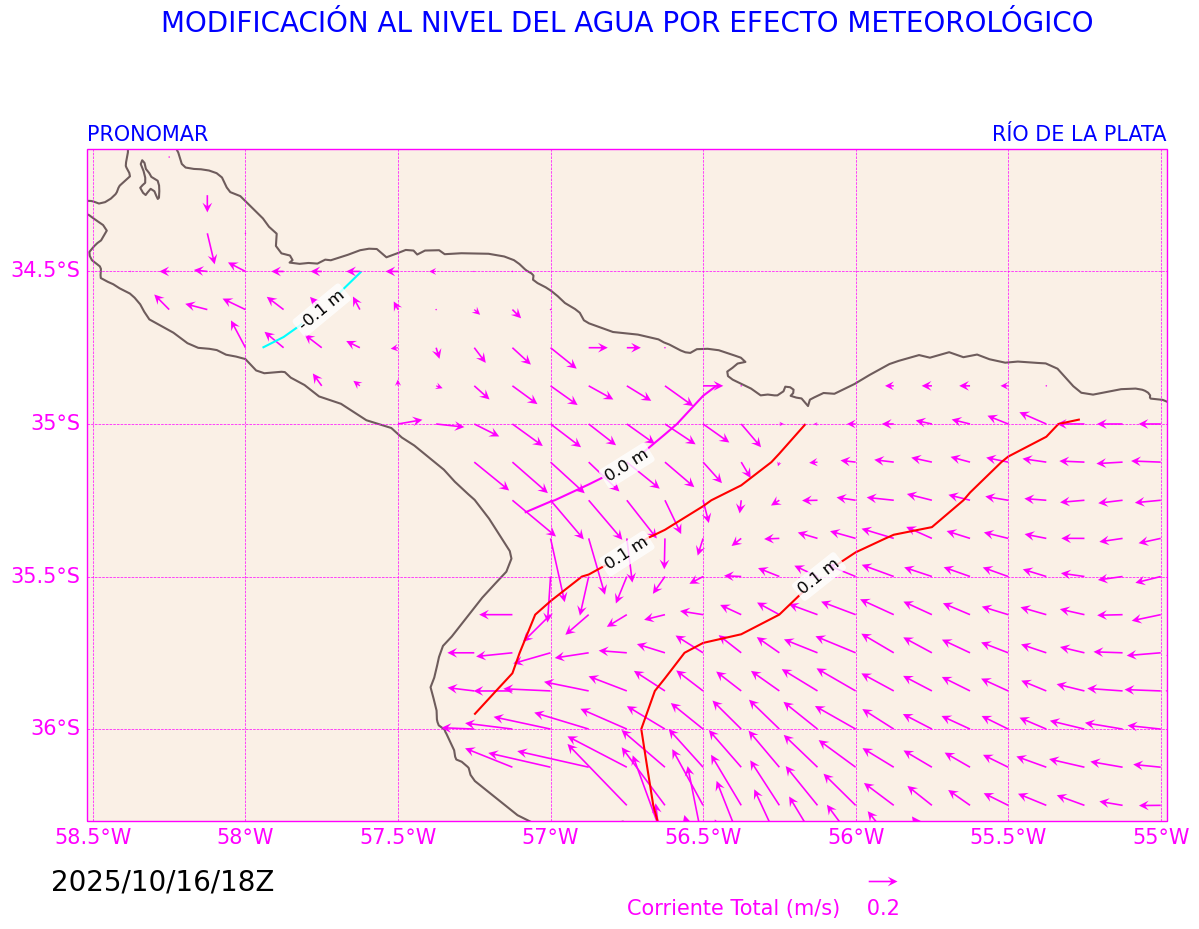 MODIFICACIÓN AL NIVEL DEL AGUA POR EFECTO METEOROLÓGICO
PRONOMAR
RÍO DE LA PLATA
34.5°S
-0.1 m
35°S
0.0 m
0.1 m
0.1 m
35.5°S
36°S
58.5°W
58°W
57.5°W
57°W
56.5°W
56°W
55.5°W
55°W
2025/10/16/18Z
Corriente Total (m/s) 0.2